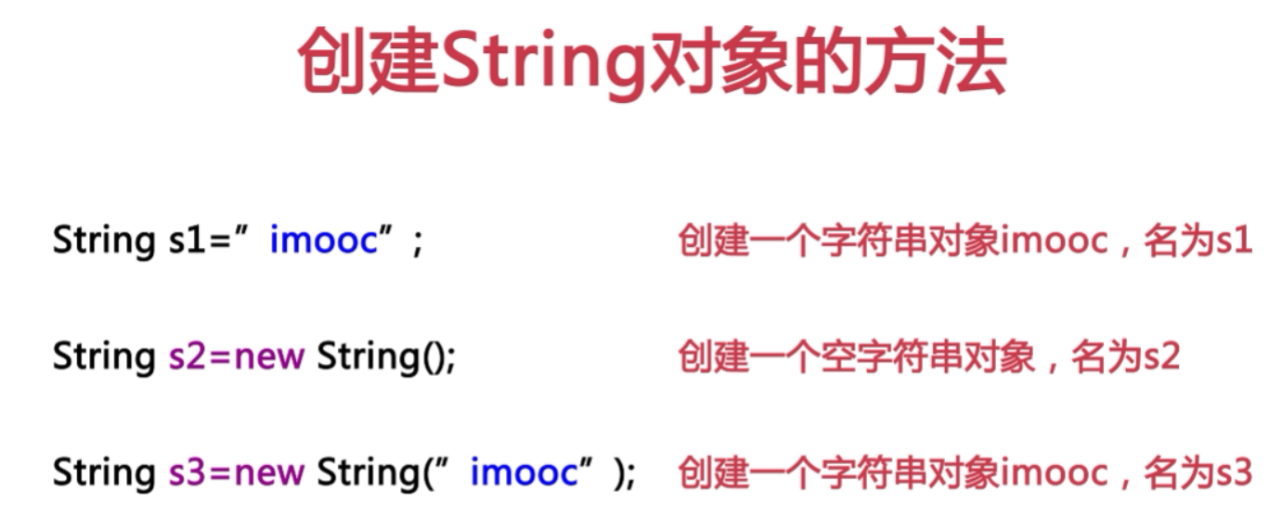 创建String对象的方法
String s1=” imooc” ;
创建一个字符串对象imooc，名为s1
String s2=new String();
创建一个空字符串对象，名为s2
String s3=new String(” imooc” );
创建一个字符串对象imooc，名为s3